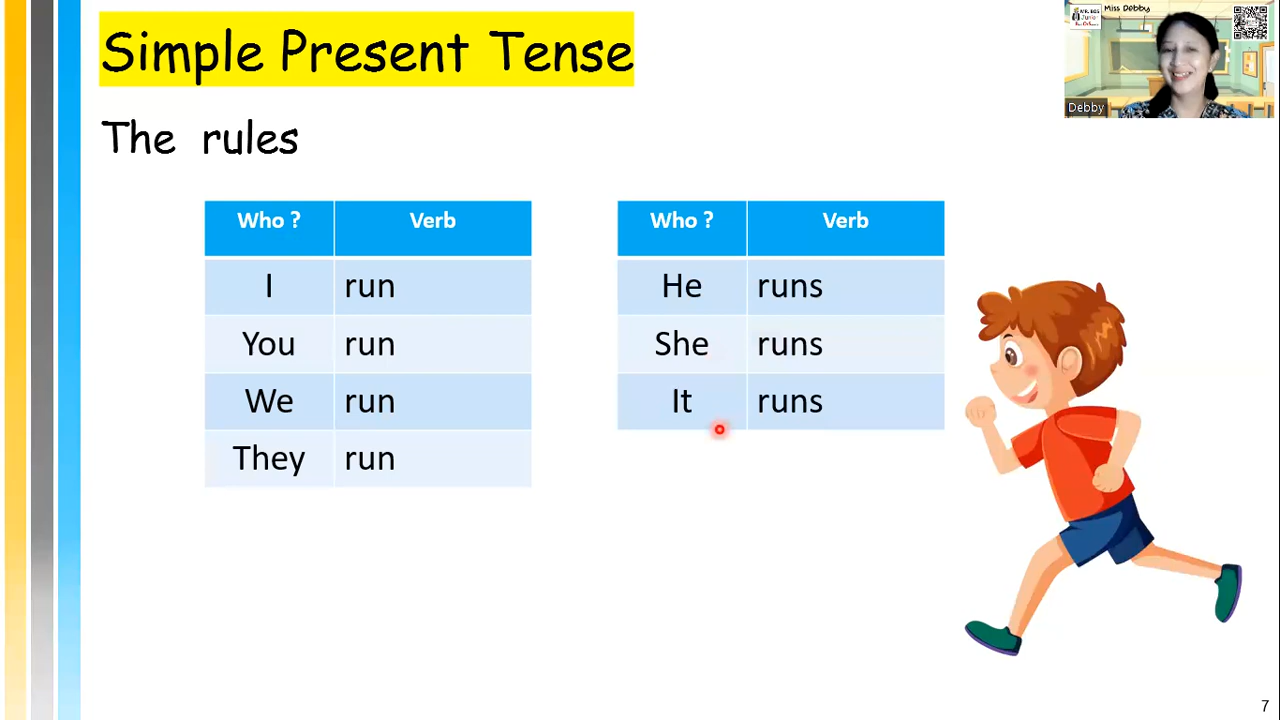 Simple Present Tense
The rules
Who ? Verb
I run
You run
We run
They run
Who ? Verb
He runs
She runs
It runs
Miss Debby
Debby
7